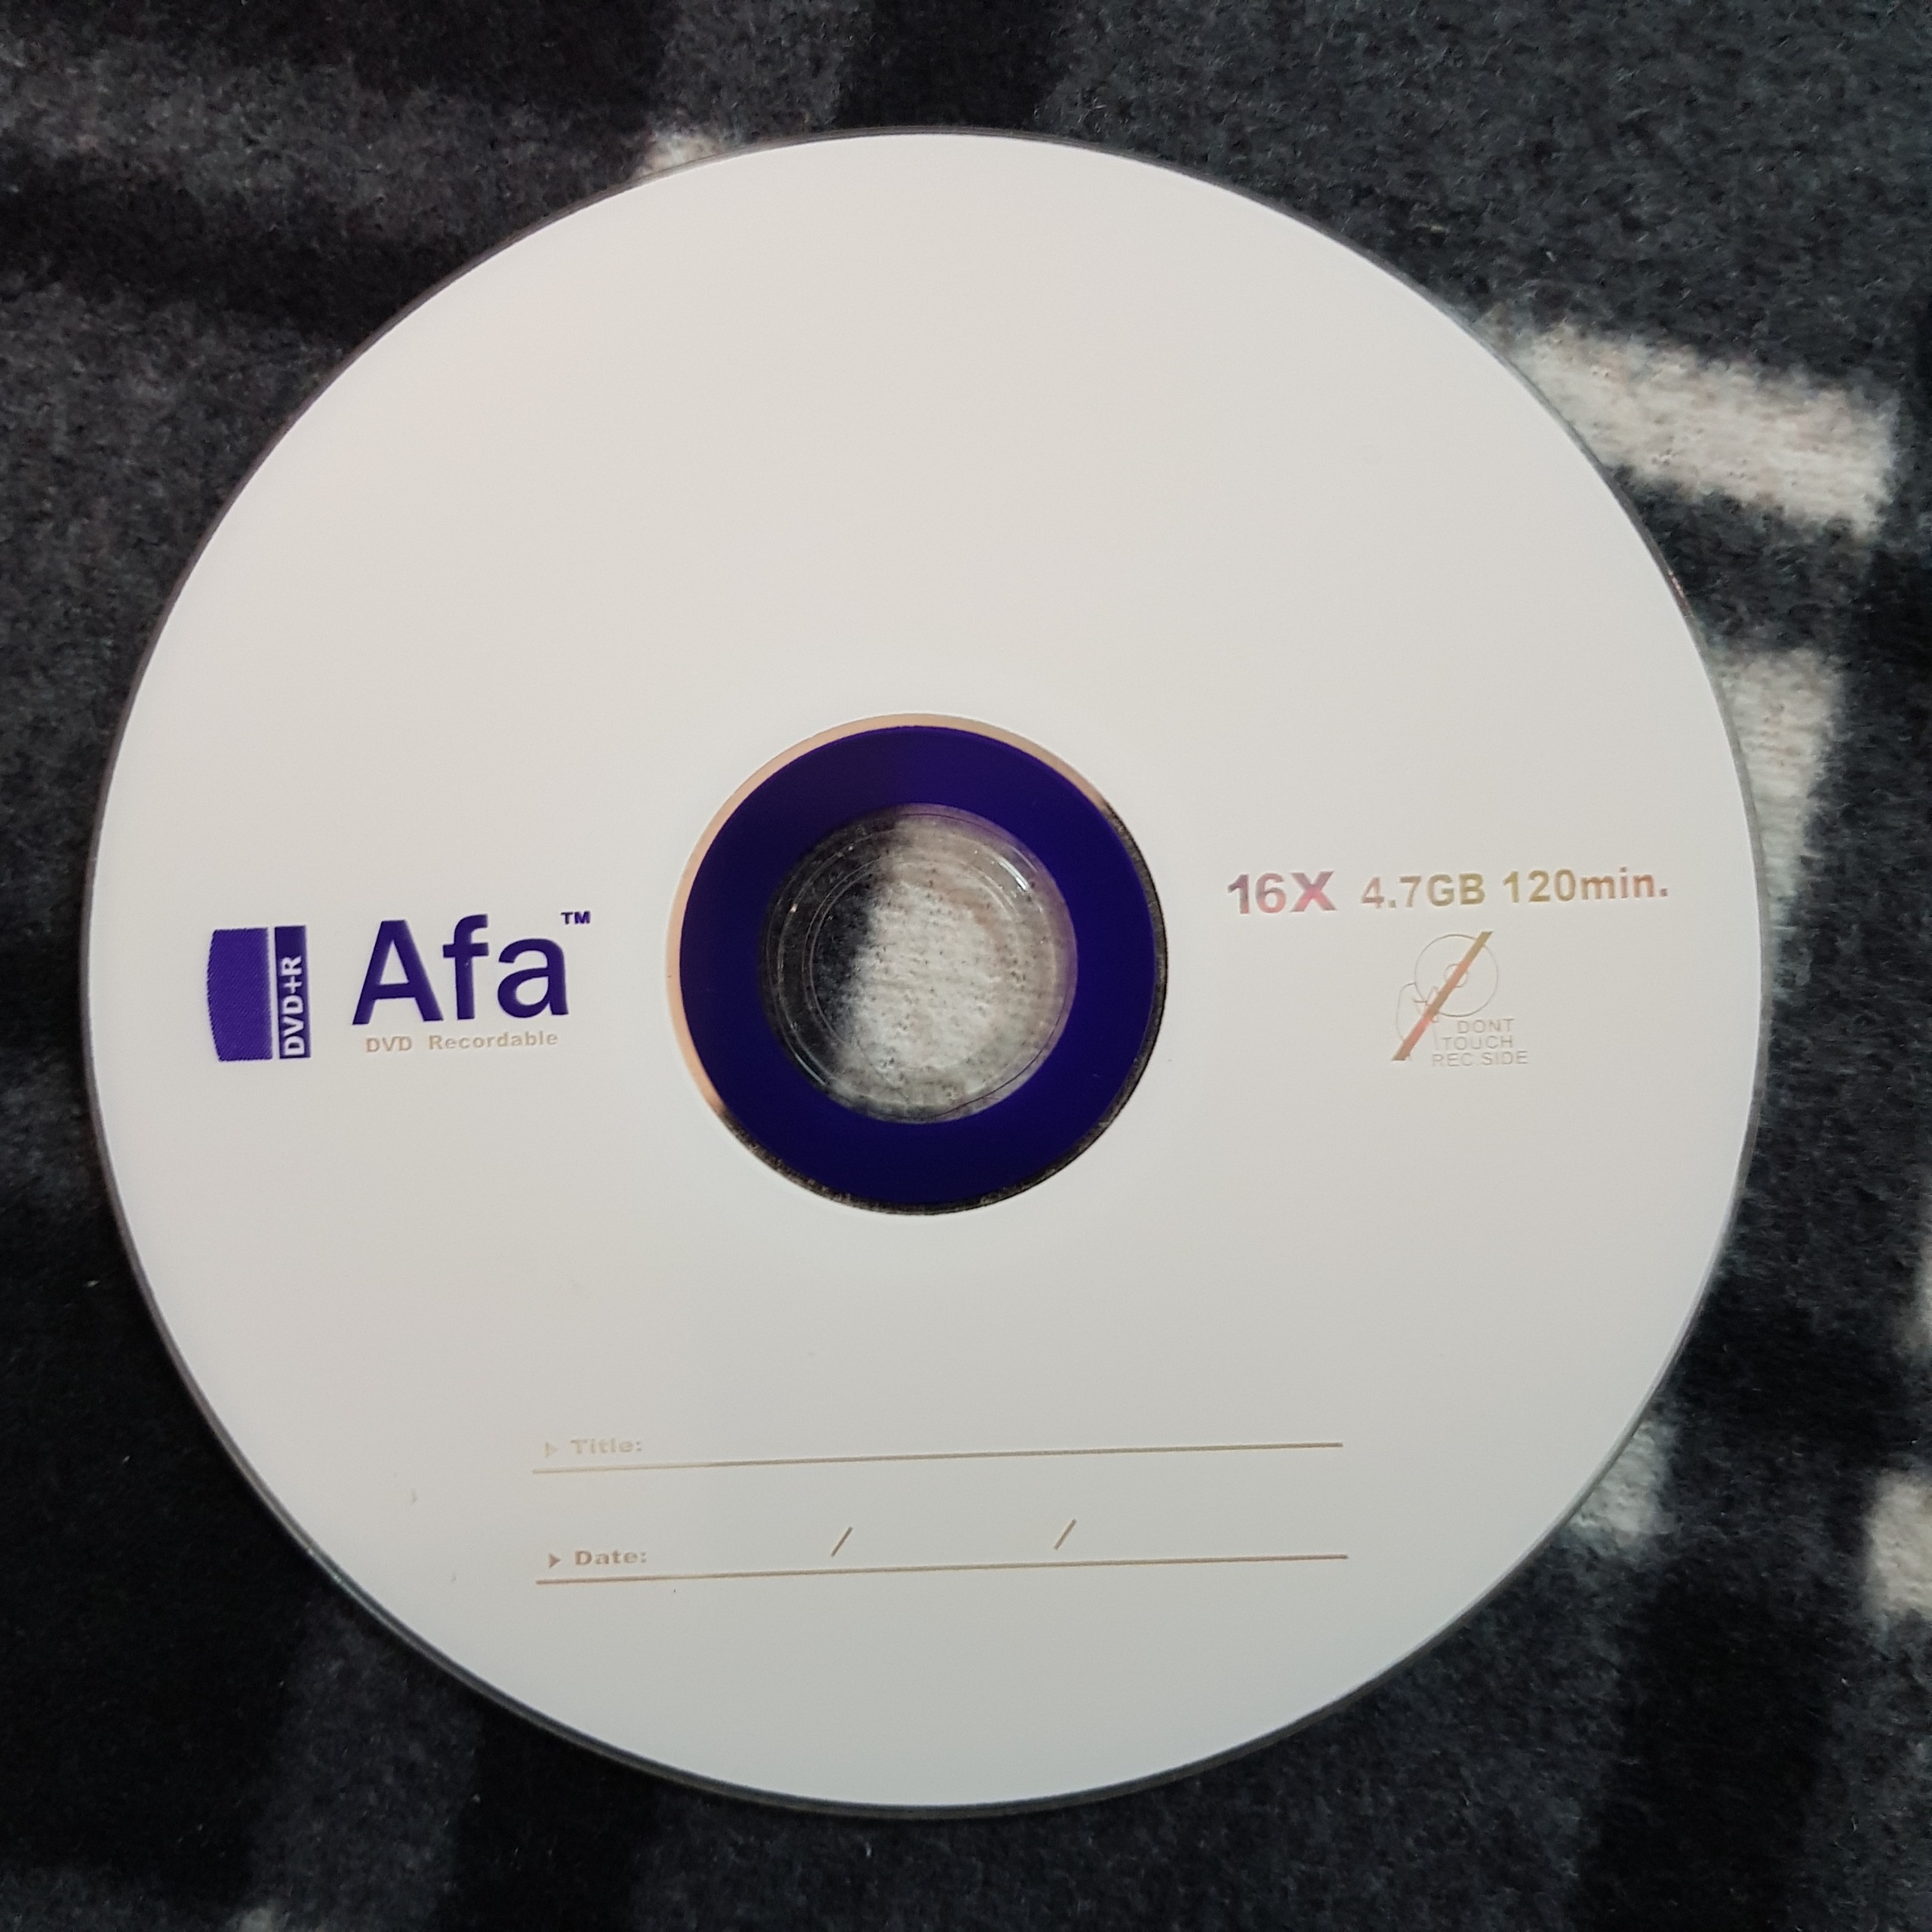 DVD+R
Afa™
DVD Recordable
16X 4.7GB 120min.
DONT
TOUCH
REC.SIDE
Title:
Date: / /